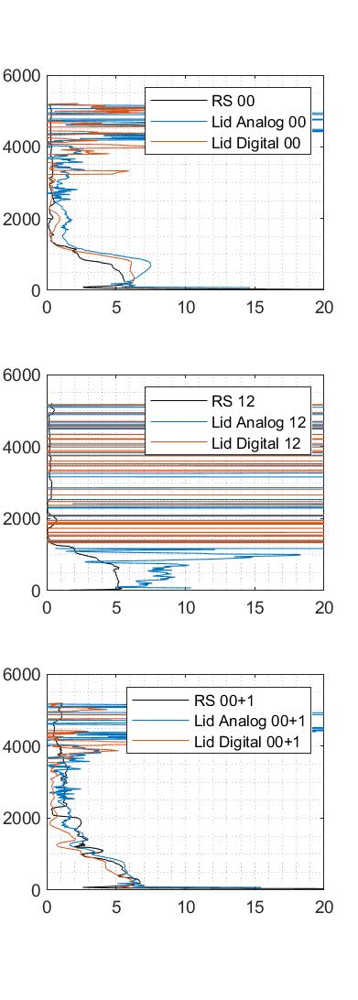 6000
RS 00
Lid Analog 00
Lid Digital 00
4000
2000
0
0 5 10 15 20
6000
RS 12
Lid Analog 12
Lid Digital 12
4000
2000
0
0 5 10 15 20
6000
RS 00+1
Lid Analog 00+1
Lid Digital 00+1
4000
2000
0
0 5 10 15 20